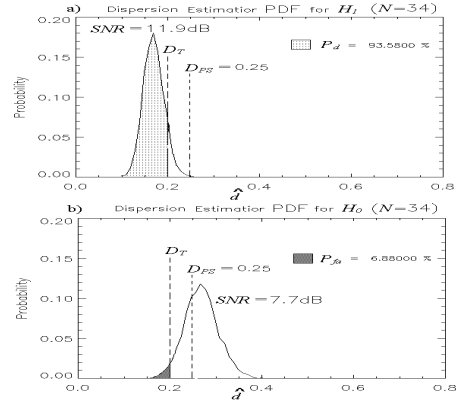 a) Dispersion Estimatior PDF for H1 (N=34)
0.20
SNR=11.9dB
DT
Pd = 93.5800 %
0.15
DPS=0.25
Probability
0.10
0.05
0.00
0.0 0.2 0.4 0.6 0.8
d̂
b) Dispersion Estimatior PDF for H0 (N=34)
0.20
DT
Pfa = 6.88000 %
DPS=0.25
0.15
Probability
SNR=7.7dB
0.10
0.05
0.00
0.0 0.2 0.4 0.6 0.8
d̂